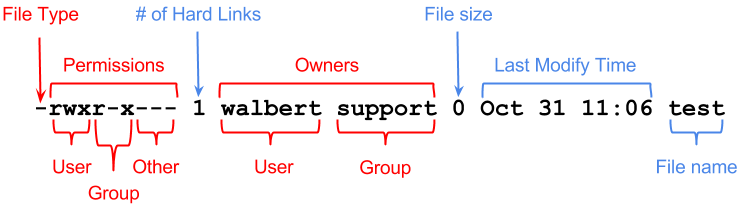 File Type
# of Hard Links
File size
Permissions
Owners
Last Modify Time
-rwxr-x--- 1 walbert support 0 Oct 31 11:06 test
User
Other
User
Group
File name
Group